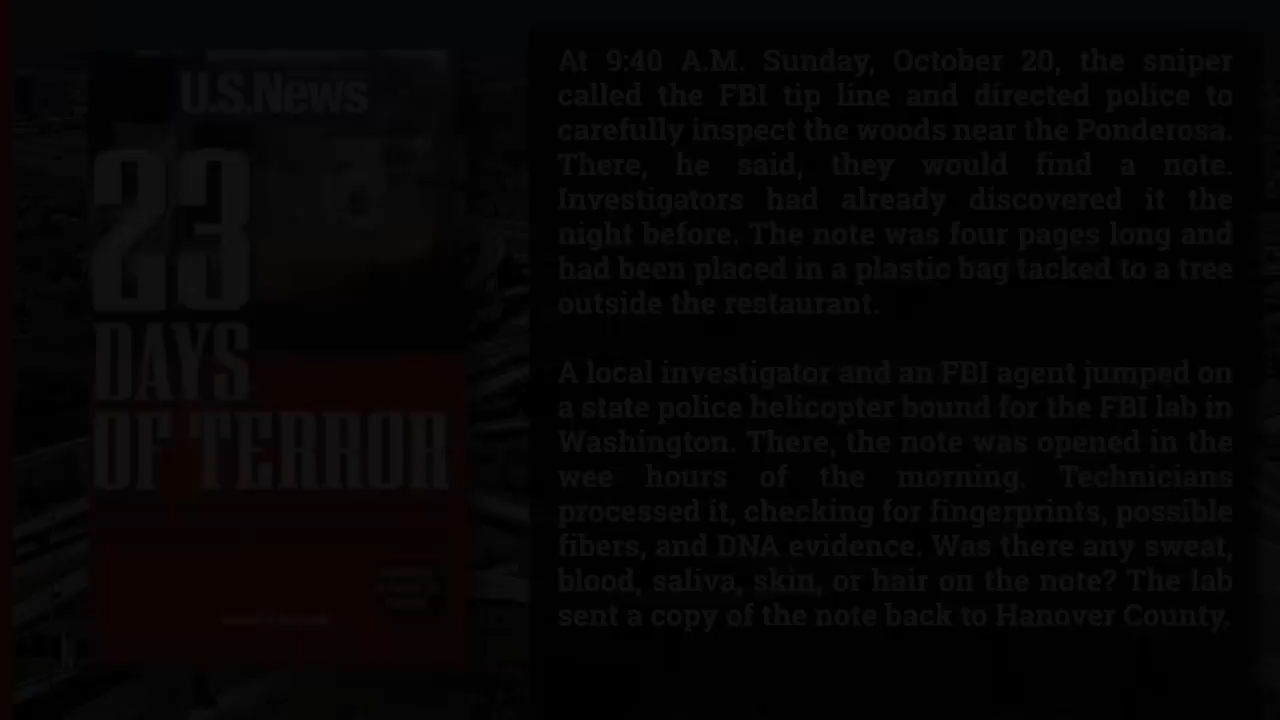 U.S.News
23
DAYS
OF TERROR
At 9:40 A.M. Sunday, October 20, the sniper
called the FBI tip line and directed police to
carefully inspect the woods near the Ponderosa.
There, he said, they would find a note.
Investigators had already discovered it the
night before. The note was four pages long and
had been placed in a plastic bag tacked to a tree
outside the restaurant.
A local investigator and an FBI agent jumped on
a state police helicopter bound for the FBI lab in
Washington. There, the note was opened in the
wee hours of the morning. Technicians
processed it, checking for fingerprints, possible
fibers, and DNA evidence. Was there any sweat,
blood, saliva, skin, or hair on the note? The lab
sent a copy of the note back to Hanover County.